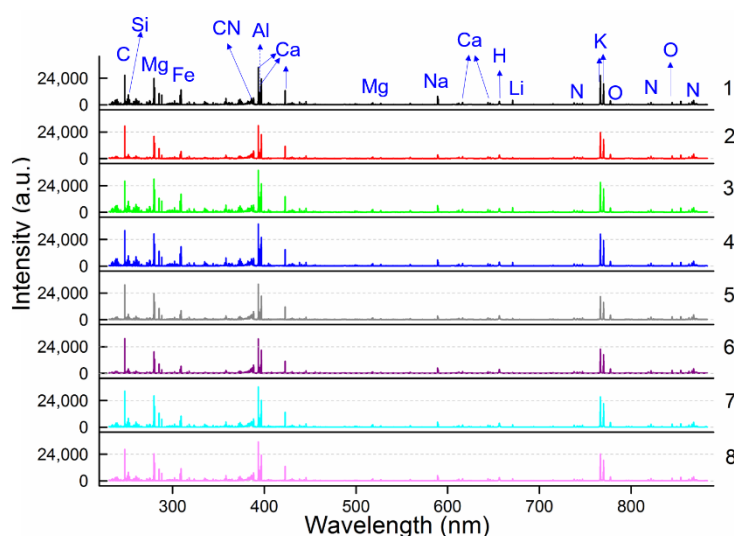 Si
CN
Al
Ca
C
Mg
Fe
Mg
Na
Ca
H
Li
N
K
O
N
O
N
24,000
0
1
24,000
0
2
24,000
0
3
24,000
0
4
24,000
0
5
24,000
0
6
24,000
0
7
24,000
0
8
Intensity (a.u.)
300 400 500 600 700 800
Wavelength (nm)